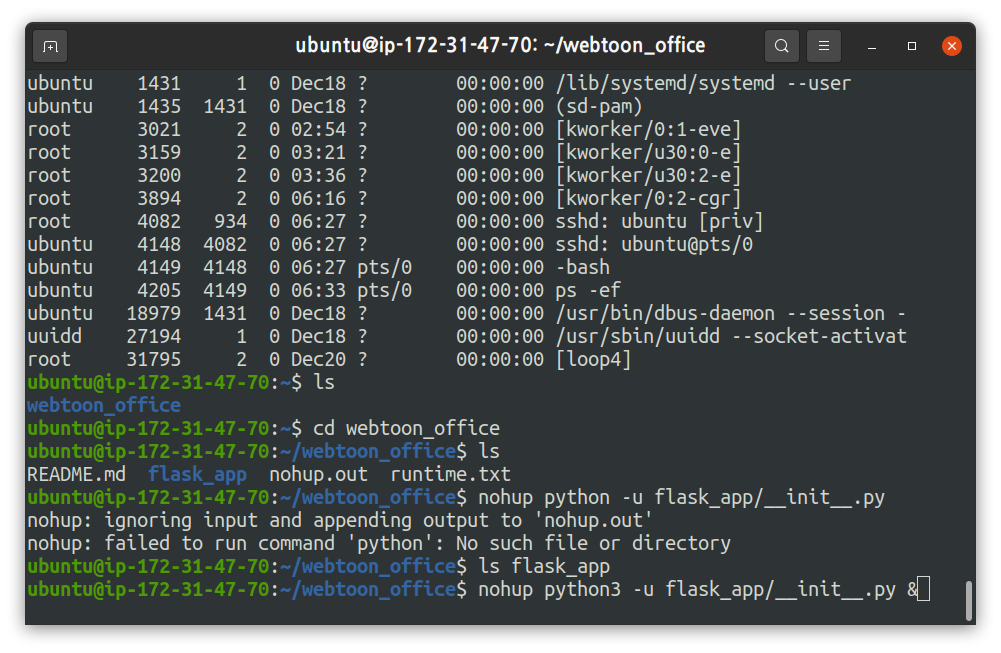 ubuntu@ip-172-31-47-70: ~/webtoon_office
ubuntu    1431     1  0 Dec18 ?        00:00:00 /lib/systemd/systemd --user
ubuntu    1435  1431  0 Dec18 ?        00:00:00 (sd-pam)
root      3021     2  0 02:54 ?        00:00:00 [kworker/0:1-eve]
root      3159     2  0 03:21 ?        00:00:00 [kworker/u30:0-e]
root      3200     2  0 03:36 ?        00:00:00 [kworker/u30:2-e]
root      3894     2  0 06:16 ?        00:00:00 [kworker/0:2-cgr]
root      4082   934  0 06:27 ?        00:00:00 sshd: ubuntu [priv]
ubuntu    4148  4082  0 06:27 ?        00:00:00 sshd: ubuntu@pts/0
ubuntu    4149  4148  0 06:27 pts/0    00:00:00 -bash
ubuntu    4205  4149  0 06:33 pts/0    00:00:00 ps -ef
ubuntu   18979  1431  0 Dec18 ?        00:00:00 /usr/bin/dbus-daemon --session -
uuidd    27194     1  0 Dec18 ?        00:00:00 /usr/sbin/uuidd --socket-activat
root     31795     2  0 Dec20 ?        00:00:00 [loop4]
ubuntu@ip-172-31-47-70:~$ ls
webtoon_office
ubuntu@ip-172-31-47-70:~$ cd webtoon_office
ubuntu@ip-172-31-47-70:~/webtoon_office$ ls
README.md  flask_app  nohup.out  runtime.txt
ubuntu@ip-172-31-47-70:~/webtoon_office$ nohup python -u flask_app/__init__.py
nohup: ignoring input and appending output to 'nohup.out'
nohup: failed to run command 'python': No such file or directory
ubuntu@ip-172-31-47-70:~/webtoon_office$ ls flask_app
ubuntu@ip-172-31-47-70:~/webtoon_office$ nohup python3 -u flask_app/__init__.py &